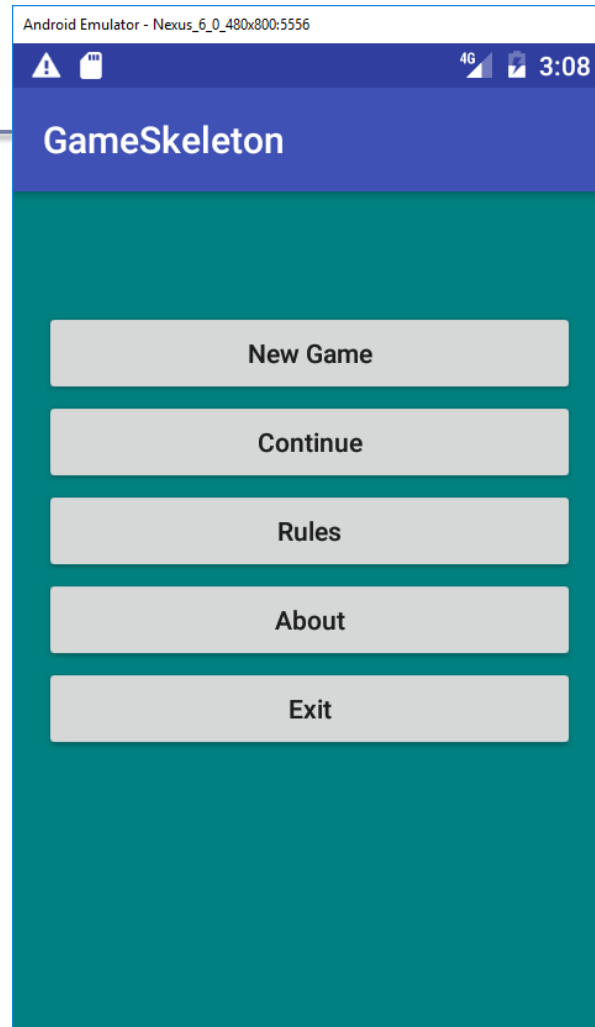 Android Emulator - Nexus_6_0_480x800:5556
4G 3:08
GameSkeleton
New Game
Continue
Rules
About
Exit